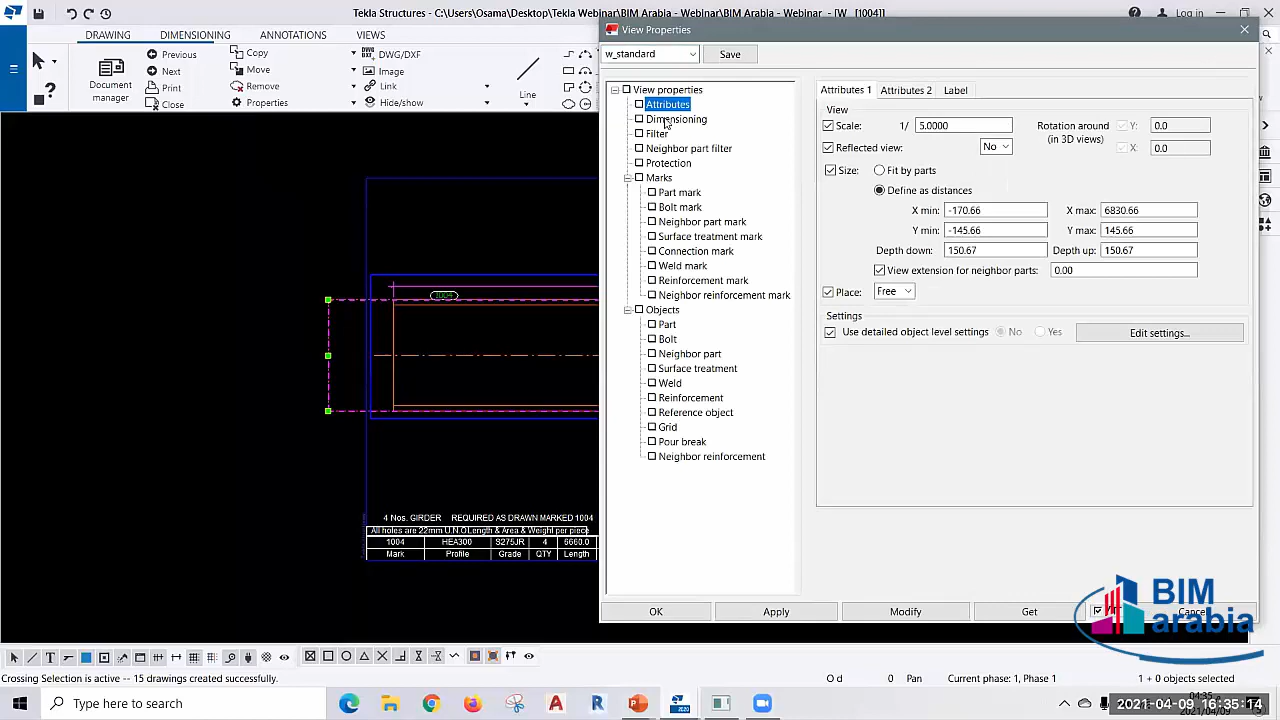 Tekla Structures - C:\Users\Osama\Desktop\Tekla Webinar\BIM Arabia - Webinar - [W [1004]
Log in
DRAWING
DIMENSIONING
ANNOTATIONS
VIEWS
Document manager
Previous
Next
Print
Close
Copy
Move
Remove
Properties
DWG/DXF
Image
Link
Hide/show
Line
View Properties
w_standard
Save
View properties
Attributes
Dimensioning
Filter
Neighbor part filter
Protection
Marks
Part mark
Bolt mark
Neighbor part mark
Surface treatment mark
Connection mark
Weld mark
Reinforcement mark
Neighbor reinforcement mark
Objects
Part
Bolt
Neighbor part
Surface treatment
Weld
Reinforcement
Reference object
Grid
Pour break
Neighbor reinforcement
Attributes 1
Attributes 2
Label
View
Scale: 1/ 5.0000
Rotation around (in 3D views)
Y: 0.0
X: 0.0
Reflected view: No
Size:
Fit by parts
Define as distances
X min: -170.66 X max: 6830.66
Y min: -145.66 Y max: 145.66
Depth down: 150.67 Depth up: 150.67
View extension for neighbor parts: 0.00
Place: Free
Settings
Use detailed object level settings No Yes Edit settings...
OK
Apply
Modify
Get
Cancel
1004
4 Nos. GIRDER REQUIRED AS DRAWN MARKED 1004
All holes are 22mm U.N.O Length & Area & Weight per piece
1004 HEA300 S275JR 4 6660.0
Mark Profile Grade QTY Length
BIM
arabia
Crossing Selection is active -- 15 drawings created successfully.
O d
0
Pan
Current phase: 1, Phase 1
1 + 0 objects selected
Type here to search
2021-04-09 16:35:14